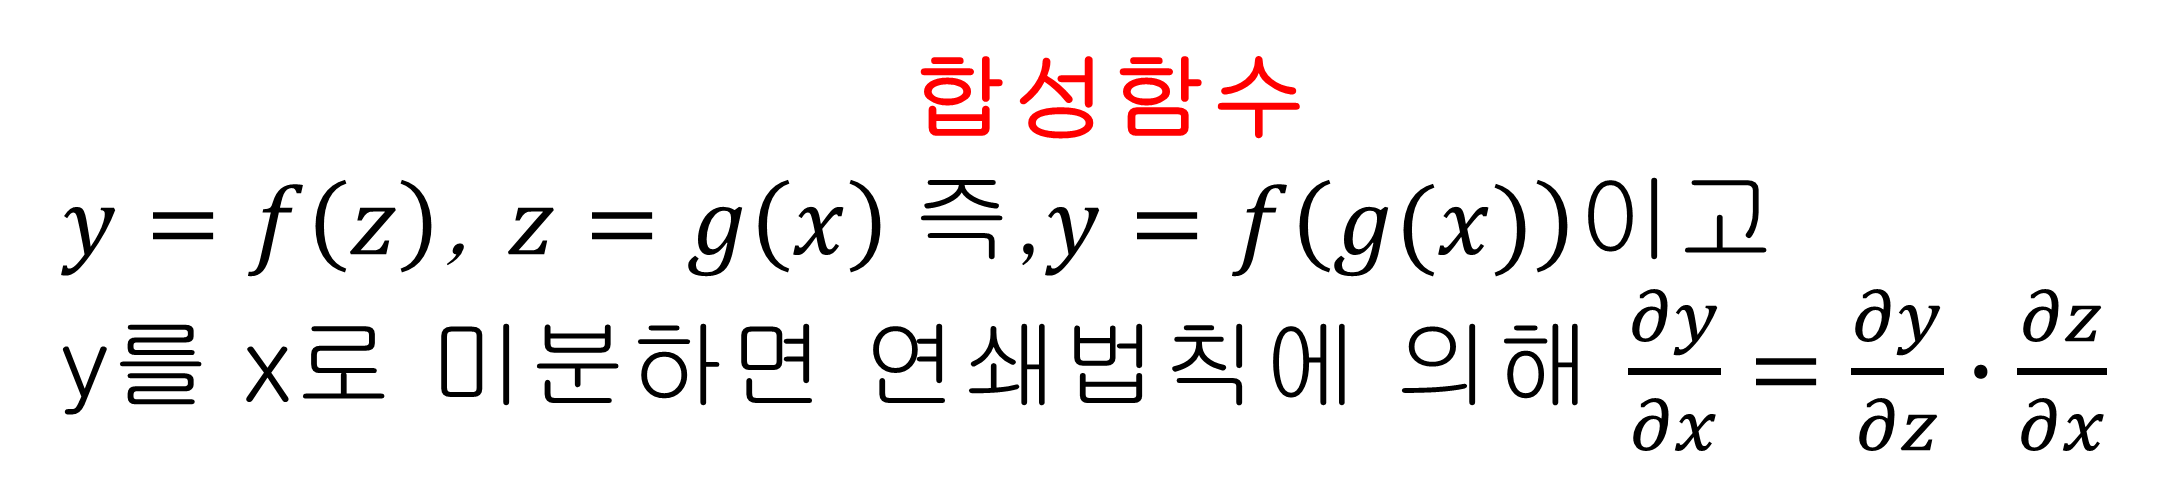 합성함수
y = f(z), z = g(x) 즉,y = f(g(x))이고
y를 x로 미분하면 연쇄법칙에 의해 ∂y/∂x = ∂y/∂z · ∂z/∂x